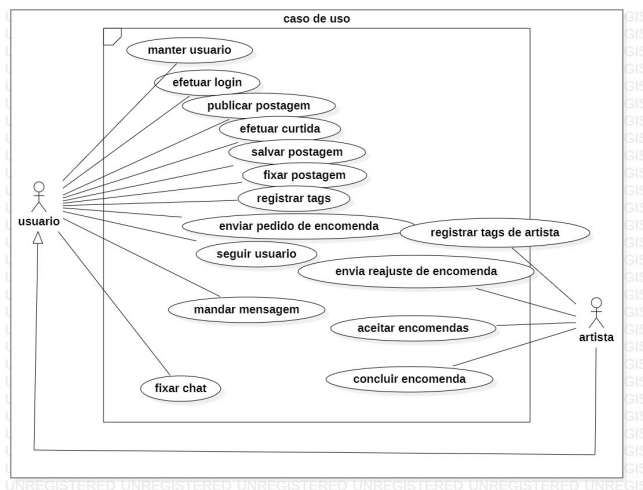 caso de uso
manter usuario
efetuar login
publicar postagem
efetuar curtida
salvar postagem
fixar postagem
registrar tags
usuario
enviar pedido de encomenda
registrar tags de artista
seguir usuario
envia reajuste de encomenda
mandar mensagem
aceitar encomendas
artista
concluir encomenda
fixar chat
UNREGISTERED UNREGISTERED UNREGISTERED UNREGISTERED UNREGISTERED